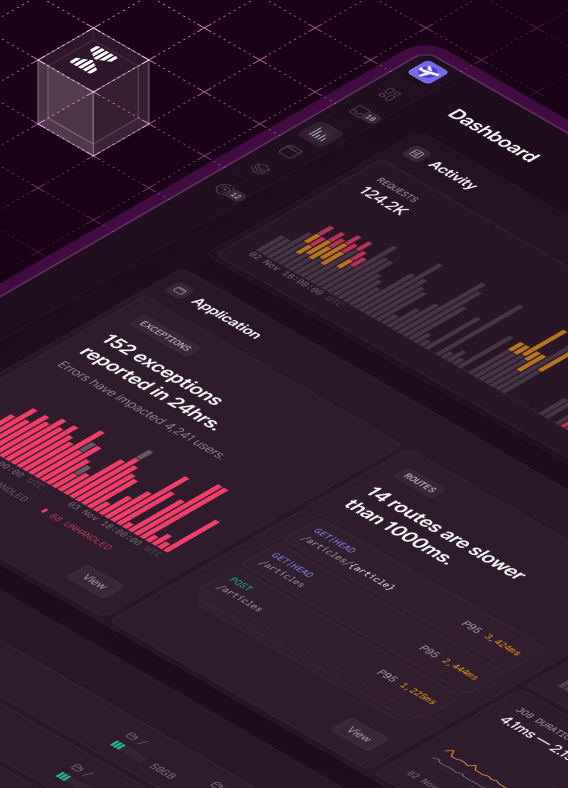 Dashboard
18
12
Activity
REQUESTS
124.2K
02 Nov 18:00:00 UTC
Application
EXCEPTIONS
152 exceptions
reported in 24hrs.
Errors have impacted 4,241 users.
:00:00 UTC
03 Nov 18:00:00 UTC
88 UNHANDLED
View
ROUTES
14 routes are slower
than 1000ms.
GET|HEAD
/articles/{article}
P95 3,424ms
GET|HEAD
/articles
P95 2,444ms
POST
/articles
P95 1,225ms
View
/
50GB
/
JOB DURATIO
4.1ms — 2.1
02 Nov